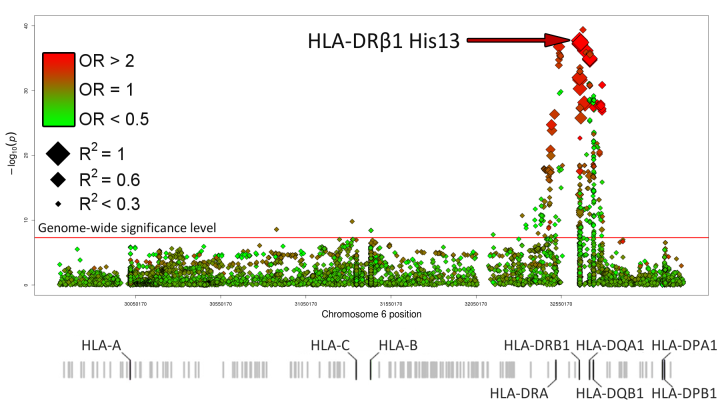 40
HLA-DRβ1 His13
OR > 2
OR = 1
OR < 0.5
30
−log10(p)
20
R² = 1
R² = 0.6
R² < 0.3
10
Genome-wide significance level
0
30050170 30550170 31050170 31550170 32050170 32550170
Chromosome 6 position
HLA-A HLA-C HLA-B HLA-DRB1 HLA-DQA1 HLA-DPA1
HLA-DRA HLA-DQB1 HLA-DPB1